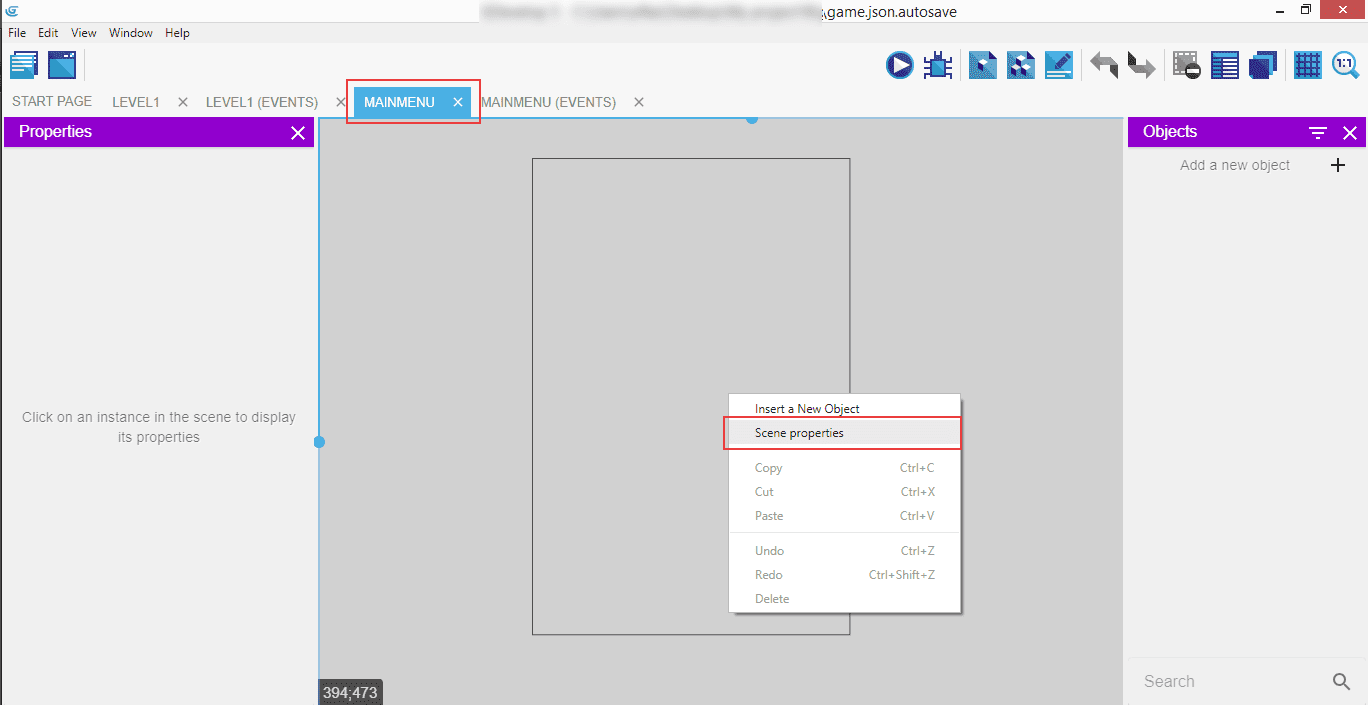 \game.json.autosave
File Edit View Window Help
1:1
START PAGE LEVEL1 LEVEL1 (EVENTS) MAINMENU MAINMENU (EVENTS)
Properties
Objects
Add a new object
Click on an instance in the scene to display
its properties
Insert a New Object
Scene properties
Copy Ctrl+C
Cut Ctrl+X
Paste Ctrl+V
Undo Ctrl+Z
Redo Ctrl+Shift+Z
Delete
394;473
Search